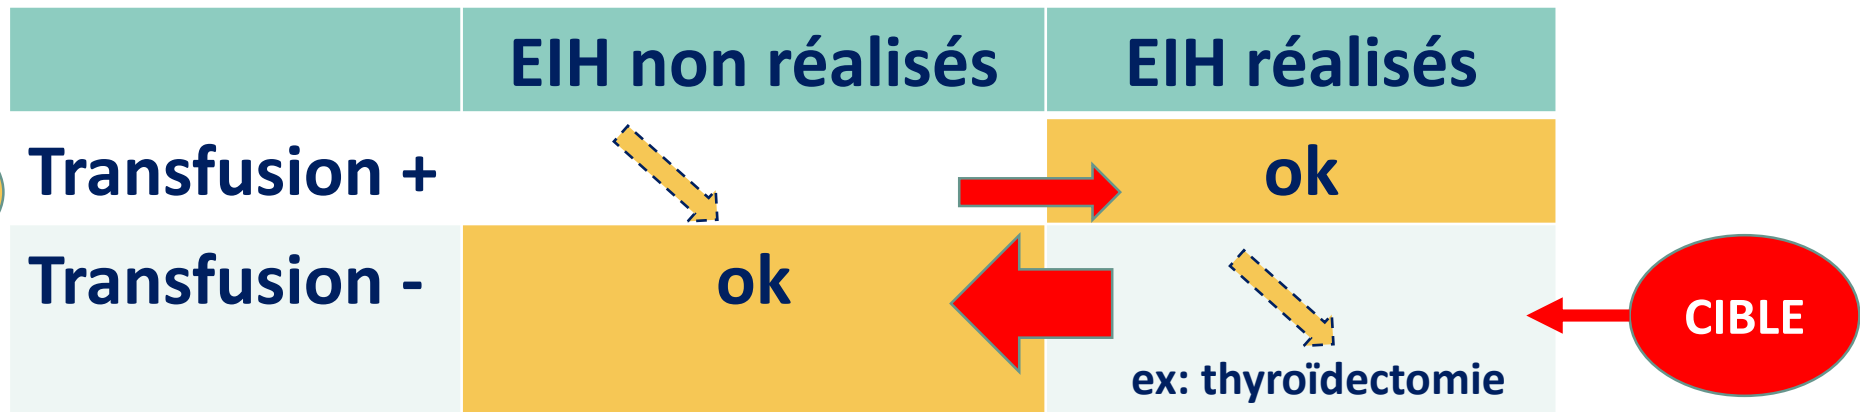 EIH non réalisés
EIH réalisés
Transfusion +
ok
Transfusion -
ok
ex: thyroïdectomie
CIBLE